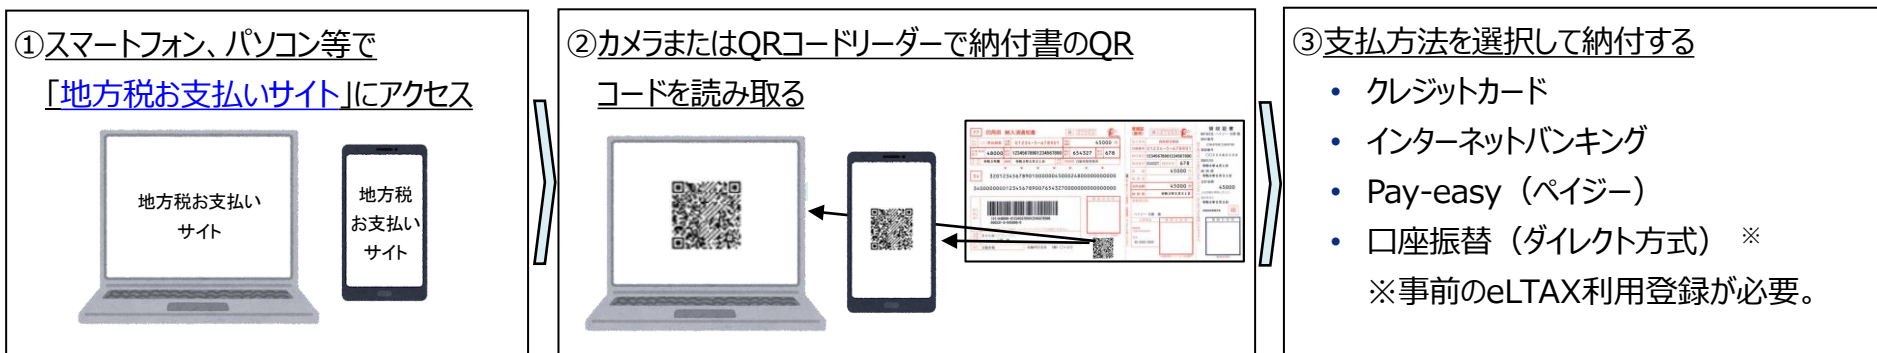 ①スマートフォン、パソコン等で
「地方税お支払いサイト」にアクセス
地方税お支払い
サイト
地方税
お支払い
サイト
②カメラまたはQRコードリーダーで納付書のQR
コードを読み取る
45000
48000
654327
678
45000
45000
45000
③支払方法を選択して納付する
• クレジットカード
• インターネットバンキング
• Pay-easy（ペイジー）
• 口座振替（ダイレクト方式） ※
※事前のeLTAX利用登録が必要。